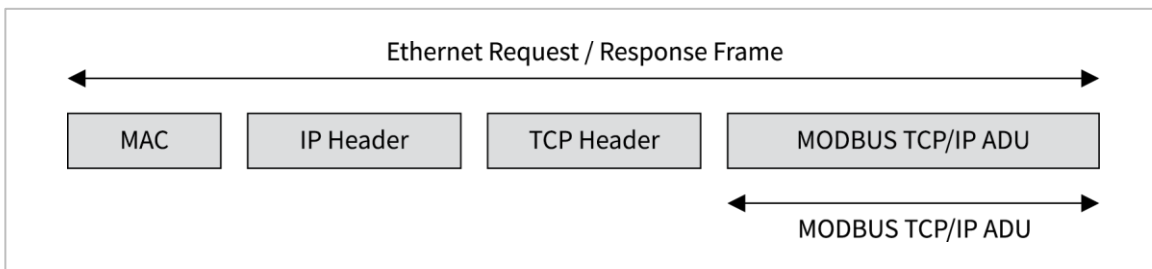 Ethernet Request / Response Frame
MAC IP Header TCP Header MODBUS TCP/IP ADU
MODBUS TCP/IP ADU